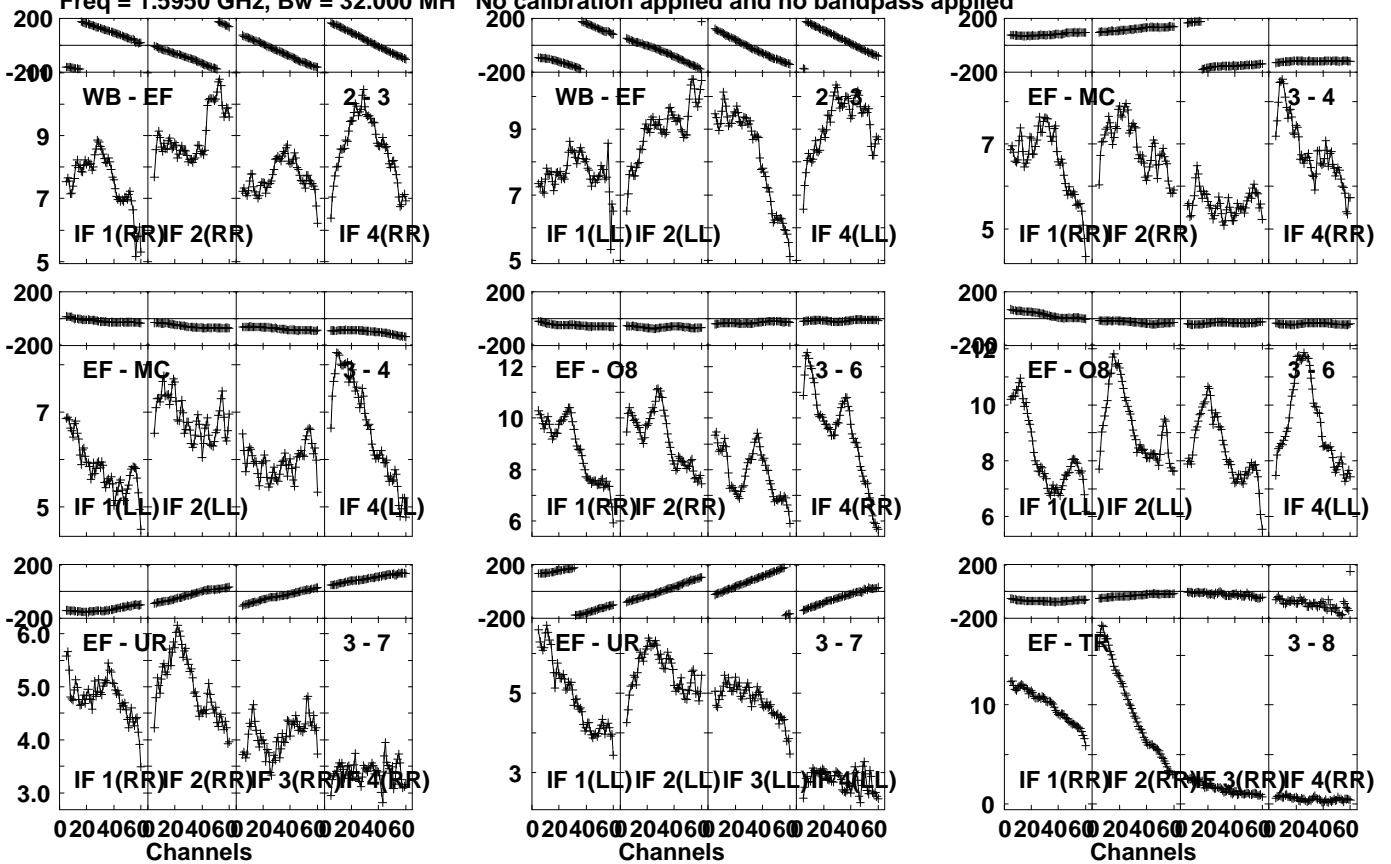 Freq = 1.5950 GHz, Bw = 32.000 MH No calibration applied and no bandpass applied
200
-200
11
9
7
5
WB - EF 2 - 3
IF 1(RR) IF 2(RR) IF 4(RR)
200
-200
9
7
5
WB - EF 2 - 3
IF 1(LL) IF 2(LL) IF 4(LL)
200
-200
7
5
EF - MC 3 - 4
IF 1(RR) IF 2(RR) IF 4(RR)
200
-200
7
5
EF - MC 3 - 4
IF 1(LL) IF 2(LL) IF 4(LL)
200
-200
12
10
8
6
EF - O8 3 - 6
IF 1(RR) IF 2(RR) IF 4(RR)
200
-200
12
10
8
6
EF - O8 3 - 6
IF 1(LL) IF 2(LL) IF 4(LL)
200
-200
6.0
5.0
4.0
3.0
EF - UR 3 - 7
IF 1(RR) IF 2(RR) IF 3(RR) IF 4(RR)
0 20 40 60 0 20 40 60 0 20 40 60 0 20 40 60
Channels
200
-200
5
3
EF - UR 3 - 7
IF 1(LL) IF 2(LL) IF 3(LL) IF 4(LL)
0 20 40 60 0 20 40 60 0 20 40 60 0 20 40 60
Channels
200
-200
10
0
EF - TR 3 - 8
IF 1(RR) IF 2(RR) IF 3(RR) IF 4(RR)
0 20 40 60 0 20 40 60 0 20 40 60 0 20 40 60
Channels